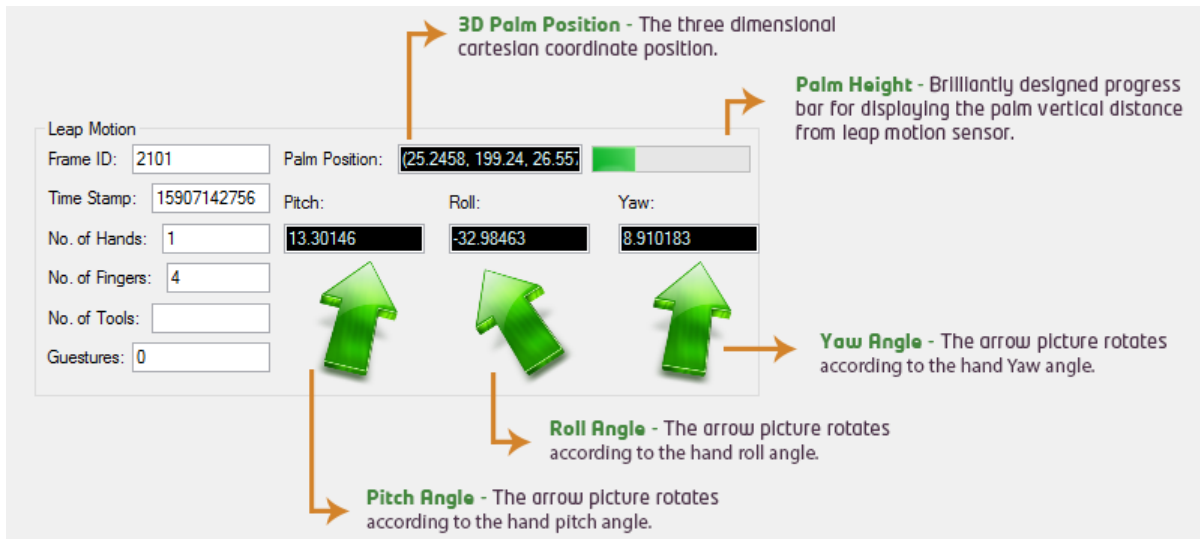 3D Palm Position - The three dimensional
cartesian coordinate position.
Palm Height - Brilliantly designed progress
bar for displaying the palm vertical distance
from leap motion sensor.
Leap Motion
Frame ID: 2101
Palm Position: (25.2458, 199.24, 26.557
Time Stamp: 15907142756
Pitch: Roll: Yaw:
No. of Hands: 1
13.30146 -32.98463 8.910183
No. of Fingers: 4
No. of Tools:
Guestures: 0
Yaw Angle - The arrow picture rotates
according to the hand Yaw angle.
Roll Angle - The arrow picture rotates
according to the hand roll angle.
Pitch Angle - The arrow picture rotates
according to the hand pitch angle.